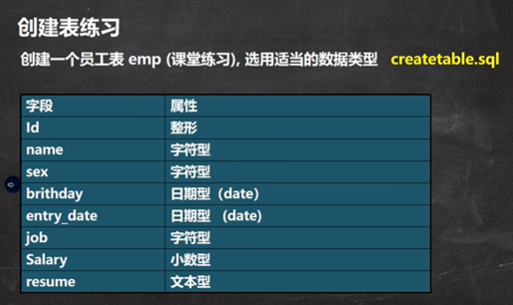 创建表练习
创建一个员工表 emp (课堂练习), 选用适当的数据类型 createtable.sql
字段 属性
Id 整形
name 字符型
sex 字符型
brithday 日期型（date）
entry_date 日期型 （date）
job 字符型
Salary 小数型
resume 文本型